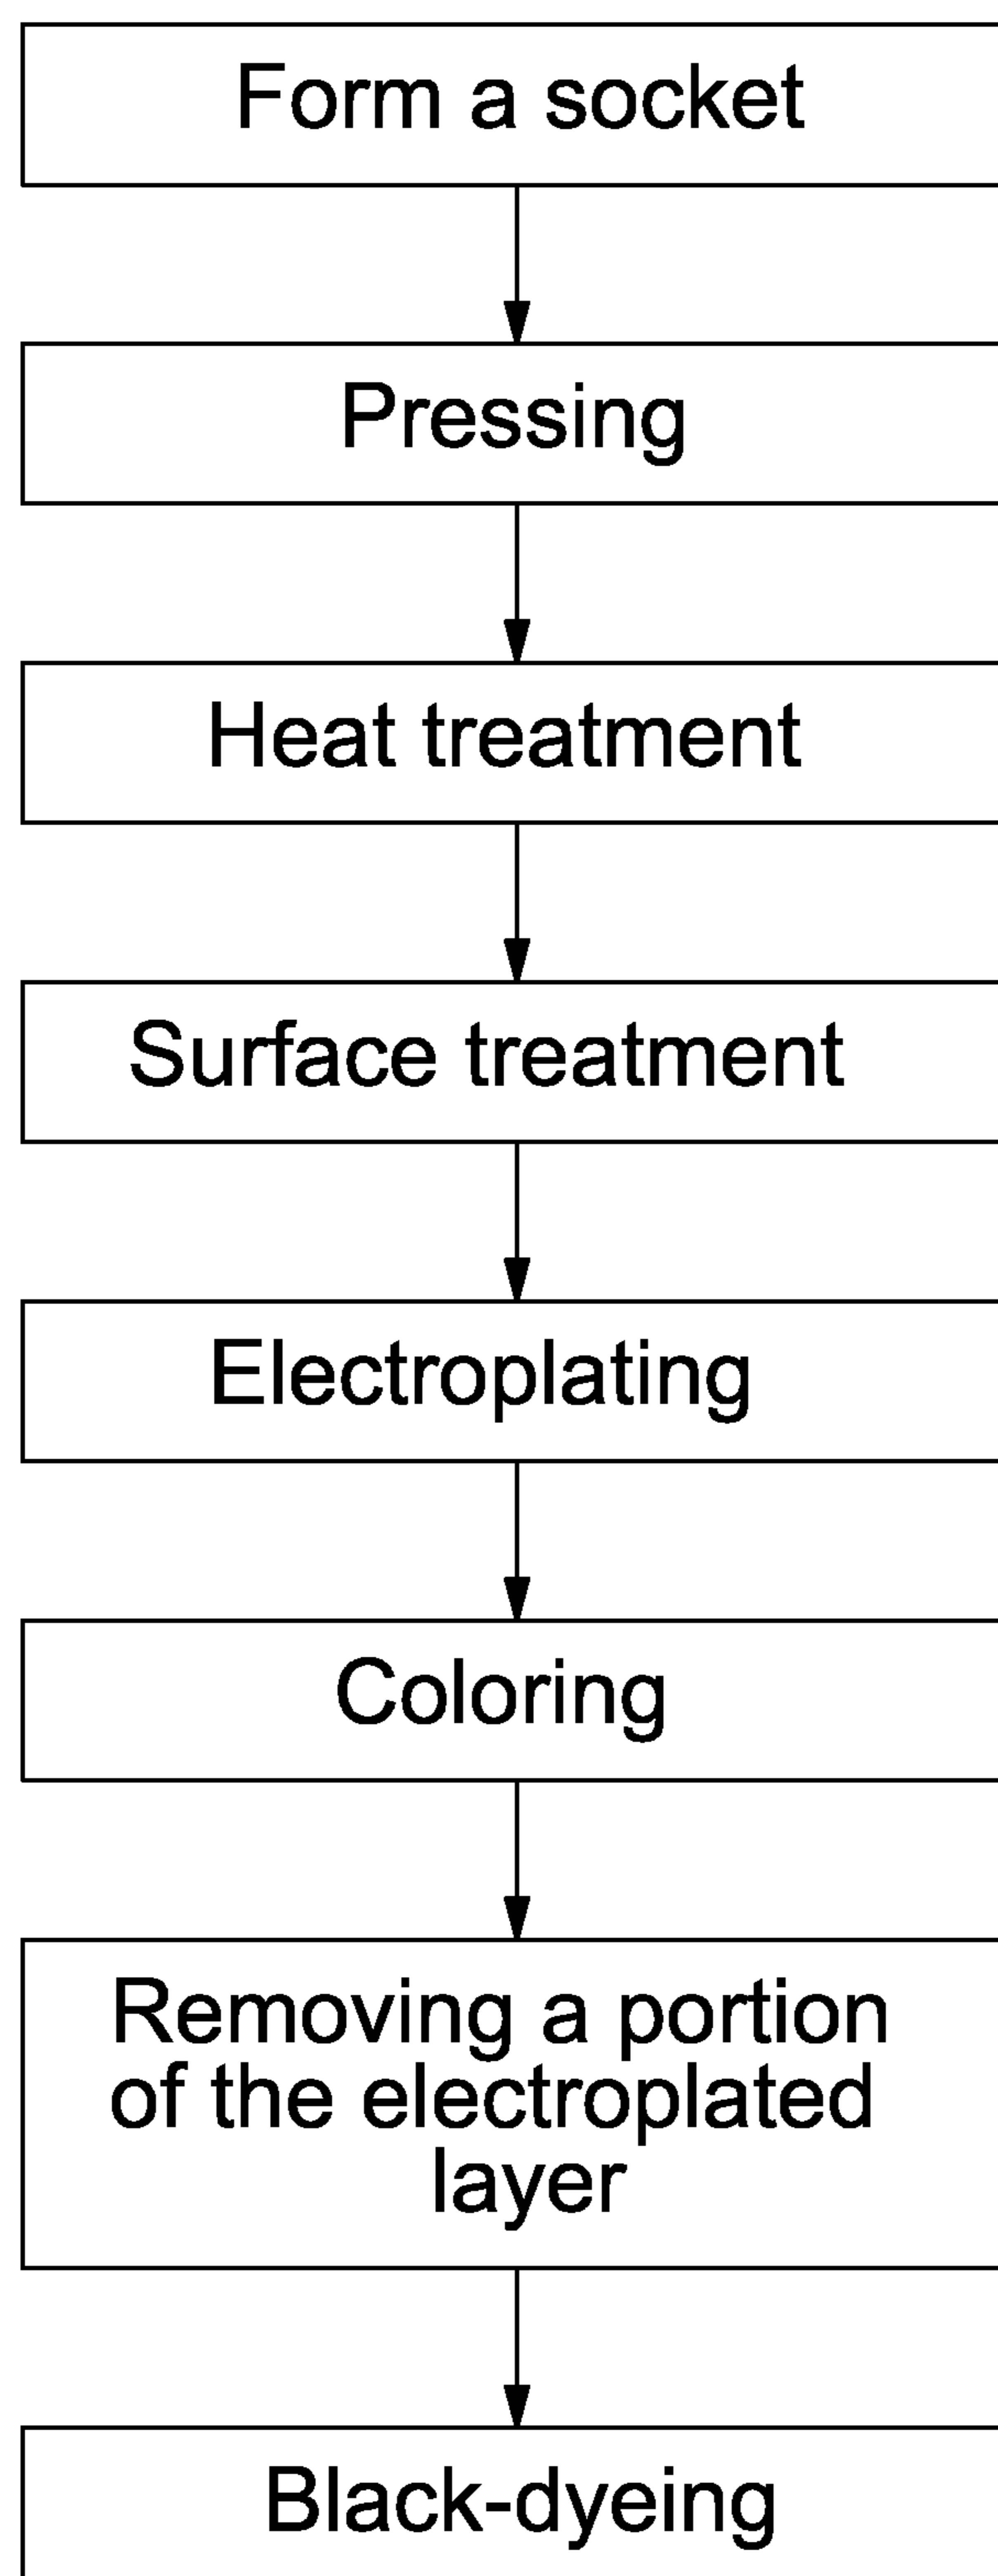 Form a socket
Pressing
Heat treatment
Surface treatment
Electroplating
Coloring
Removing a portion
of the electroplated
layer
Black-dyeing